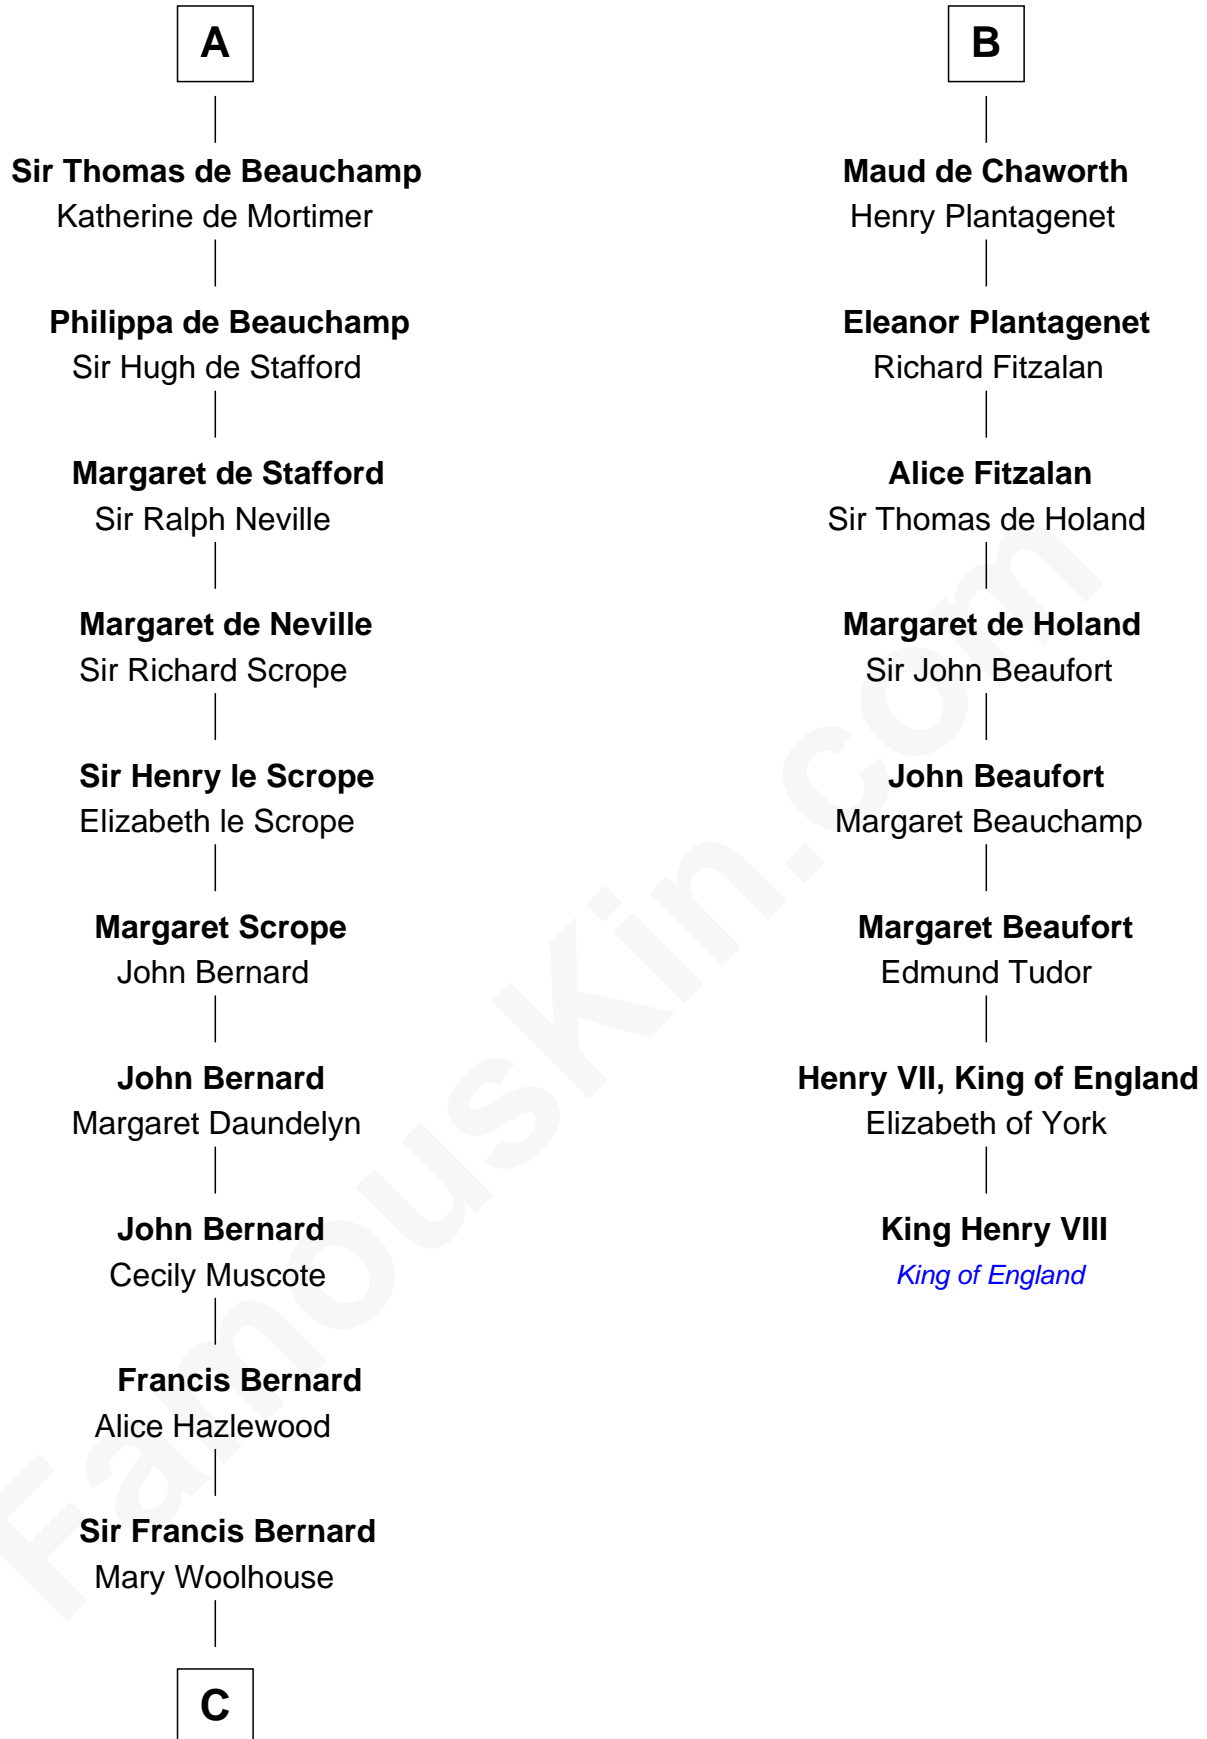 A
Sir Thomas de Beauchamp
Katherine de Mortimer
Philippa de Beauchamp
Sir Hugh de Stafford
Margaret de Stafford
Sir Ralph Neville
Margaret de Neville
Sir Richard Scrope
Sir Henry le Scrope
Elizabeth le Scrope
Margaret Scrope
John Bernard
John Bernard
Margaret Daundelyn
John Bernard
Cecily Muscote
Francis Bernard
Alice Hazlewood
Sir Francis Bernard
Mary Woolhouse
C
B
Maud de Chaworth
Henry Plantagenet
Eleanor Plantagenet
Richard Fitzalan
Alice Fitzalan
Sir Thomas de Holand
Margaret de Holand
Sir John Beaufort
John Beaufort
Margaret Beauchamp
Margaret Beaufort
Edmund Tudor
Henry VII, King of England
Elizabeth of York
King Henry VIII
King of England
FamousKin.com